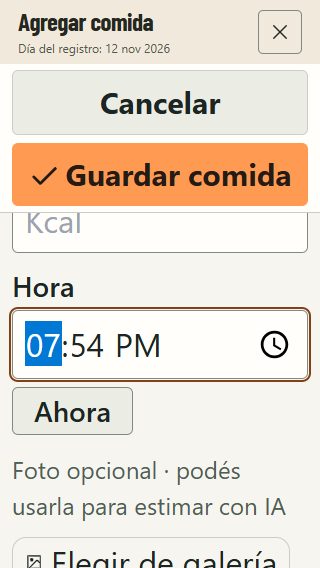 Agregar comida
Día del registro: 12 nov 2026
Cancelar
Guardar comida
Kcal
Hora
07:54 PM
Ahora
Foto opcional · podés
usarla para estimar con IA
Elegir de galería